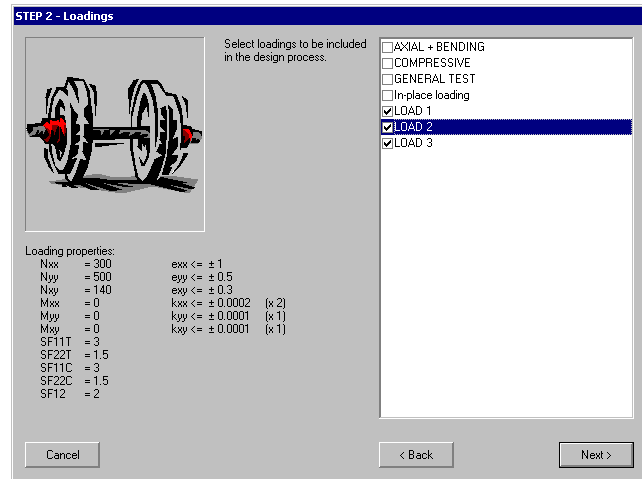 STEP 2 - Loadings
Select loadings to be included
in the design process.
AXIAL + BENDING
COMPRESSIVE
GENERAL TEST
In-place loading
LOAD 1
LOAD 2
LOAD 3
Loading properties:
Nxx = 300 exx <= ± 1
Nyy = 500 eyy <= ± 0.5
Nxy = 140 exy <= ± 0.3
Mxx = 0 kxx <= ± 0.0002 (x 2)
Myy = 0 kyy <= ± 0.0001 (x 1)
Mxy = 0 kxy <= ± 0.0001 (x 1)
SF11T = 3
SF22T = 1.5
SF11C = 3
SF22C = 1.5
SF12 = 2
Cancel < Back Next >